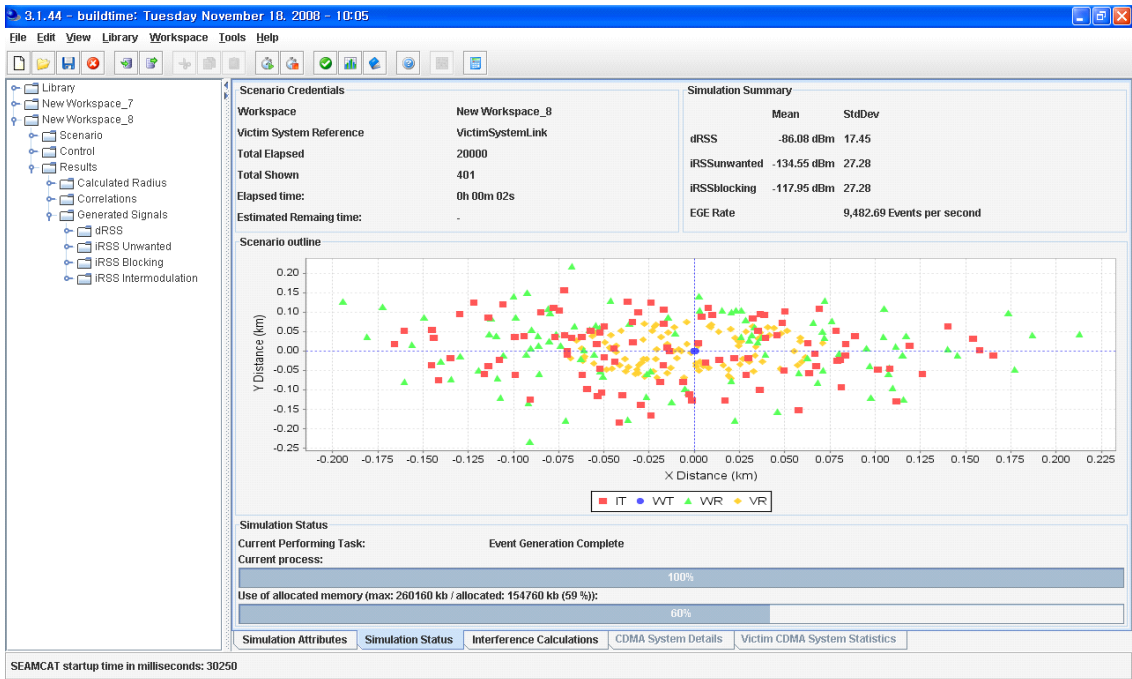 3.1.44 - buildtime: Tuesday November 18. 2008 - 10:05
File Edit View Library Workspace Tools Help
Library
New Workspace_7
New Workspace_8
Scenario
Control
Results
Calculated Radius
Correlations
Generated Signals
dRSS
iRSS Unwanted
iRSS Blocking
iRSS Intermodulation
Scenario Credentials
Workspace New Workspace_8
Victim System Reference VictimSystemLink
Total Elapsed 20000
Total Shown 401
Elapsed time: 0h 00m 02s
Estimated Remaing time: -
Simulation Summary
Mean StdDev
dRSS -86.08 dBm 17.45
iRSSunwanted -134.55 dBm 27.28
iRSSblocking -117.95 dBm 27.28
EGE Rate 9,482.69 Events per second
Scenario outline
Y Distance (km)
0.20
0.15
0.10
0.05
0.00
-0.05
-0.10
-0.15
-0.20
-0.25
-0.200 -0.175 -0.150 -0.125 -0.100 -0.075 -0.050 -0.025 0.000 0.025 0.050 0.075 0.100 0.125 0.150 0.175 0.200 0.225
X Distance (km)
IT WT WR VR
Simulation Status
Current Performing Task: Event Generation Complete
Current process:
100%
Use of allocated memory (max: 260160 kb / allocated: 154760 kb (59 %)):
60%
Simulation Attributes Simulation Status Interference Calculations CDMA System Details Victim CDMA System Statistics
SEAMCAT startup time in milliseconds: 30250